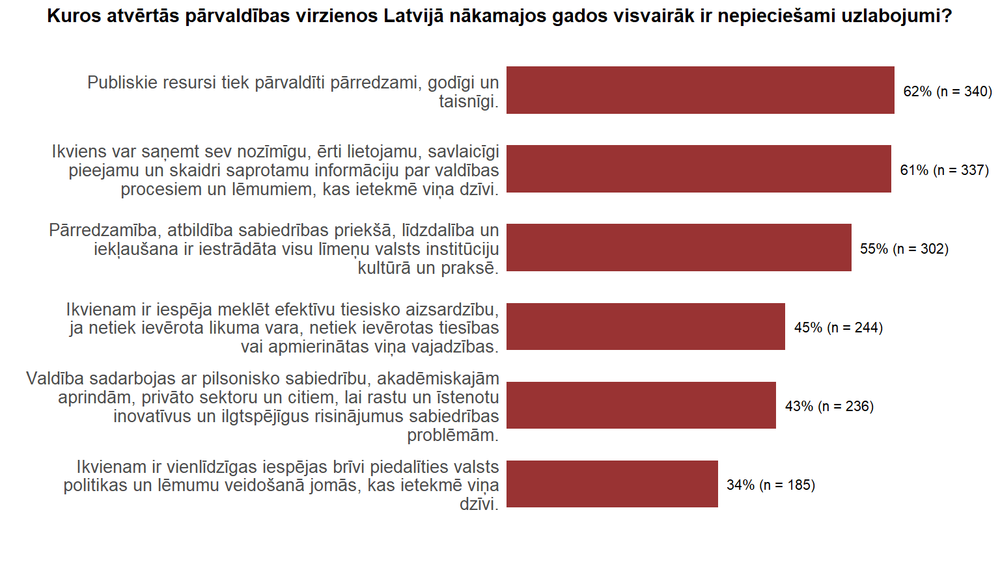 Kuros atvērtās pārvaldības virzienos Latvijā nākamajos gados visvairāk ir nepieciešami uzlabojumi?
Publiskie resursi tiek pārvaldīti pārredzami, godīgi un
taisnīgi.
62% (n = 340)
Ikviens var saņemt sev nozīmīgu, ērti lietojamu, savlaicīgi
pieejamu un skaidri saprotamu informāciju par valdības
procesiem un lēmumiem, kas ietekmē viņa dzīvi.
61% (n = 337)
Pārredzamība, atbildība sabiedrības priekšā, līdzdalība un
iekļaušana ir iestrādāta visu līmeņu valsts institūciju
kultūrā un praksē.
55% (n = 302)
Ikvienam ir iespēja meklēt efektīvu tiesisko aizsardzību,
ja netiek ievērota likuma vara, netiek ievērotas tiesības
vai apmierinātas viņa vajadzības.
45% (n = 244)
Valdība sadarbojas ar pilsonisko sabiedrību, akadēmiskajām
aprindām, privāto sektoru un citiem, lai rastu un īstenotu
inovatīvus un ilgtspējīgus risinājumus sabiedrības
problēmām.
43% (n = 236)
Ikvienam ir vienlīdzīgas iespējas brīvi piedalīties valsts
politikas un lēmumu veidošanā jomās, kas ietekmē viņa
dzīvi.
34% (n = 185)